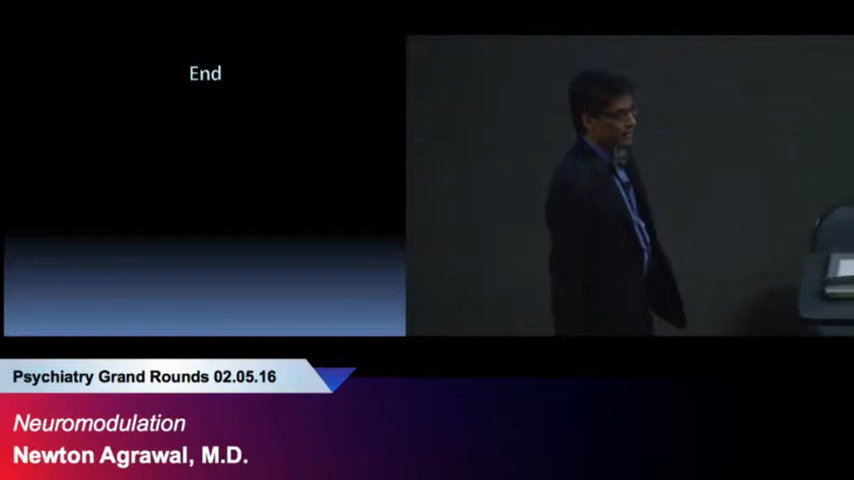 End
Psychiatry Grand Rounds 02.05.16
Neuromodulation
Newton Agrawal, M.D.